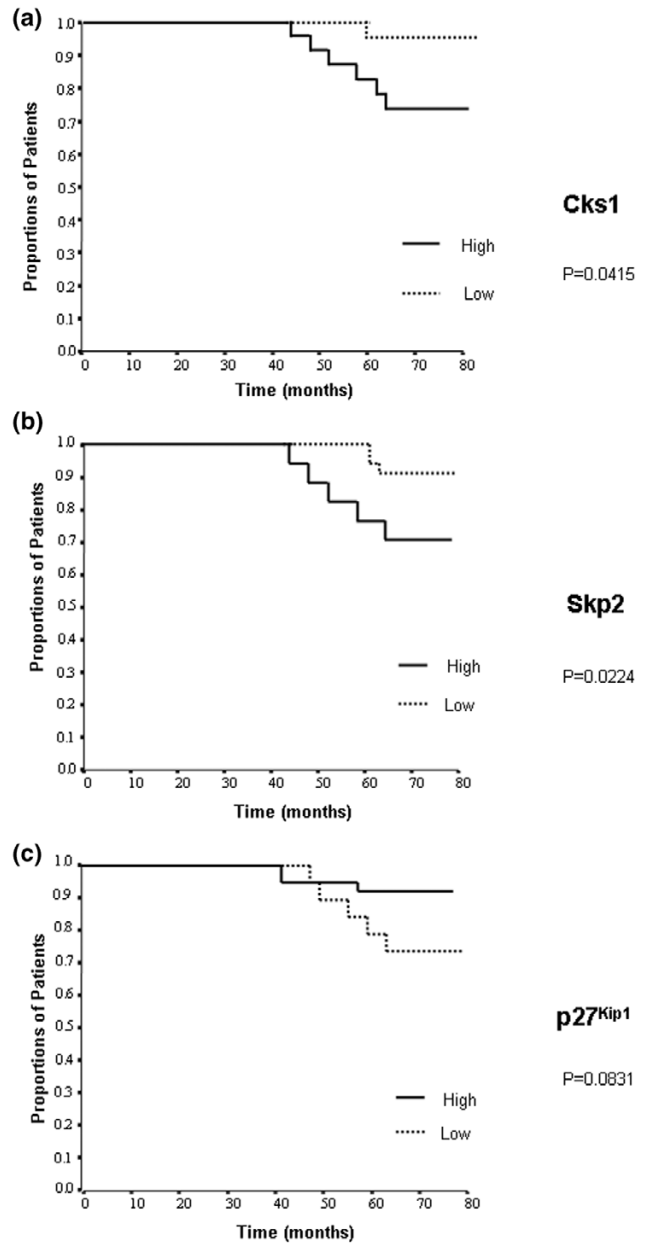 (a)
1.0
0.9
0.8
0.7
0.6
0.5
0.4
0.3
0.2
0.1
0.0
Proportions of Patients
0 10 20 30 40 50 60 70 80
Time (months)
High
Low
Cks1
P=0.0415
(b)
1.0
0.9
0.8
0.7
0.6
0.5
0.4
0.3
0.2
0.1
0.0
Proportions of Patients
0 10 20 30 40 50 60 70 80
Time (months)
High
Low
Skp2
P=0.0224
(c)
1.0
0.9
0.8
0.7
0.6
0.5
0.4
0.3
0.2
0.1
0.0
Proportions of Patients
0 10 20 30 40 50 60 70 80
Time (months)
High
Low
p27Kip1
P=0.0831